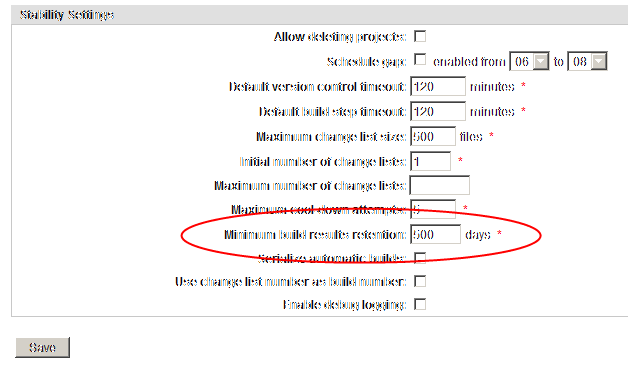 Stability Settings
Allow deleting projects:
Schedule gap: enabled from 06 to 08
Default version control timeout: 120 minutes *
Default build step timeout: 120 minutes *
Maximum change list size: 500 files *
Initial number of change lists: 1 *
Maximum number of change lists:
Maximum cool down attempts: 5 *
Minimum build results retention: 500 days *
Serialize automatic builds:
Use change list number as build number:
Enable debug logging:
Save